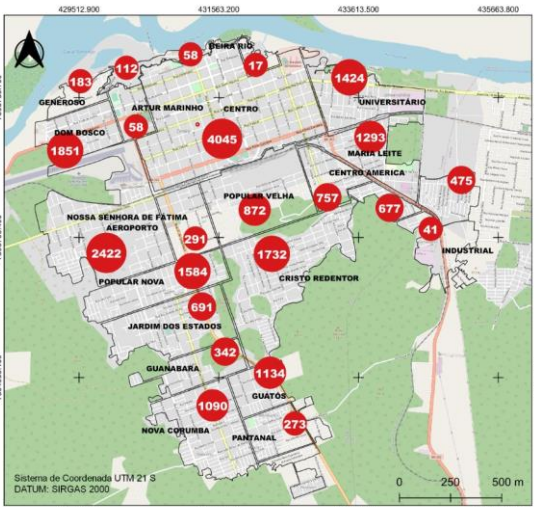 429512.900 431563.200 433613.500 435663.800
BEIRA RIO
58
17
112
1424
183
GENEROSO
ARTUR MARINHO
CENTRO
UNIVERSITÁRIO
58
DOM BOSCO
4045
1293
1851
MARIA LEITE
CENTRO AMERICA
475
POPULAR VELHA
757
872
677
NOSSA SENHORA DE FÁTIMA
AEROPORTO
291
41
2422
1732
INDUSTRIAL
1584
POPULAR NOVA
CRISTO REDENTOR
691
JARDIM DOS ESTADOS
342
GUANABARA
1134
GUATÓS
1090
273
NOVA CORUMBA
PANTANAL
Sistema de Coordenada UTM 21 S
DATUM: SIRGAS 2000
0 250 500 m